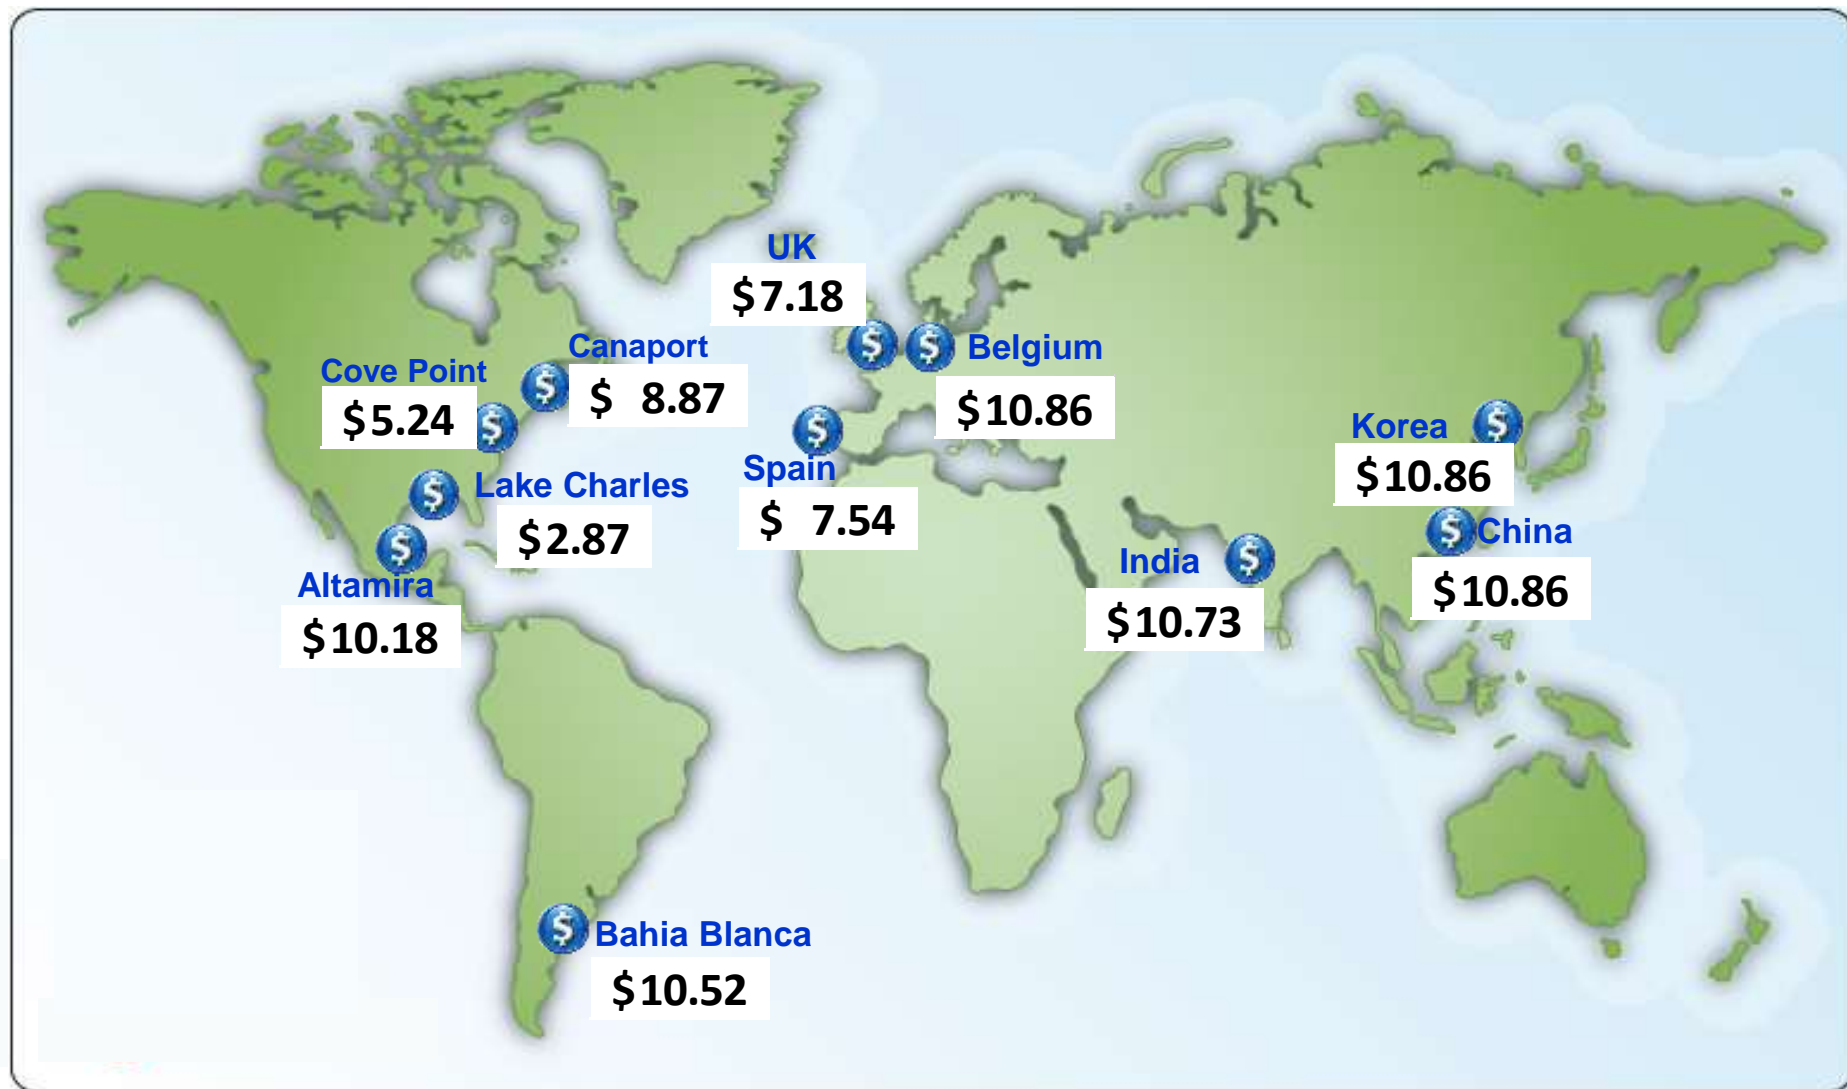 UK
$7.18
Canaport
$ 8.87
Cove Point
$5.24
Belgium
$10.86
Korea
$10.86
Spain
$ 7.54
Lake Charles
$2.87
China
$10.86
India
$10.73
Altamira
$10.18
Bahia Blanca
$10.52